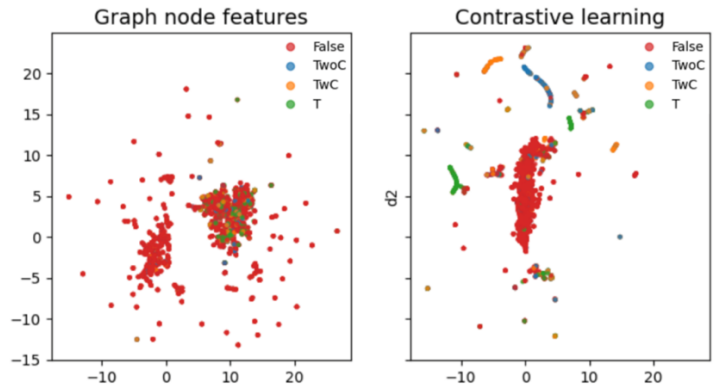 Graph node features
False
TwoC
TwC
T
20
15
10
5
0
−5
−10
−15
−10
0
10
20
Contrastive learning
False
TwoC
TwC
T
d2
−10
0
10
20